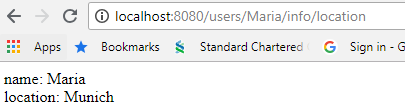 localhost:8080/users/Maria/info/location
Apps Bookmarks Standard Chartered Sign in - G
name: Maria
location: Munich